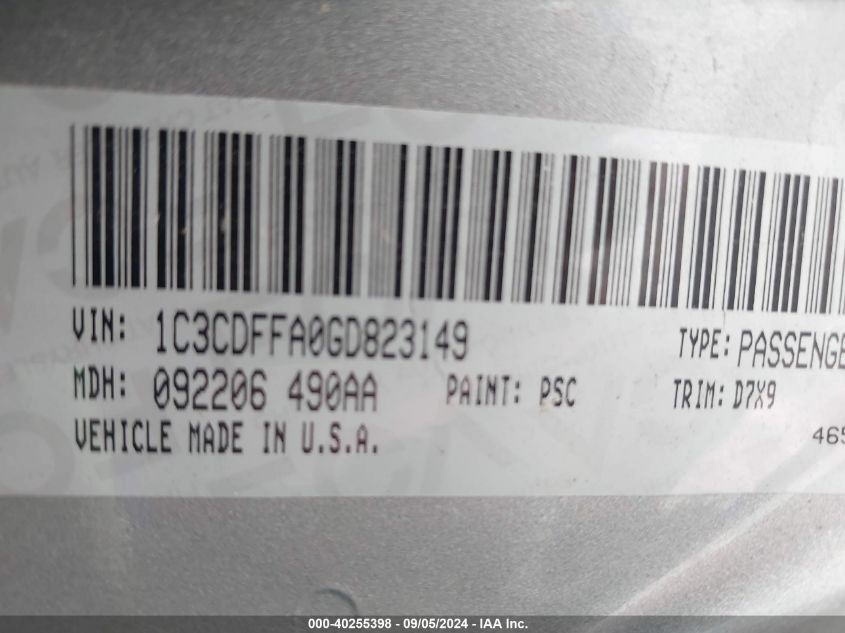 VIN: 1C3CDFFA0GD823149 TYPE: PASSENGE
MDH: 092206 490AA PAINT: PSC TRIM: D7X9
VEHICLE MADE IN U.S.A.
465
000-40255398 - 09/05/2024 - IAA Inc.